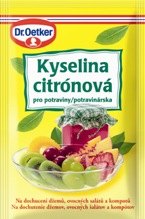 Dr.Oetker
Kyselina
citrónová
pro potraviny/potravinárska
Na dochucení džemů, ovocných salátů a kompotů
Na dochutenie džemov, ovocných šalátov a kompótov